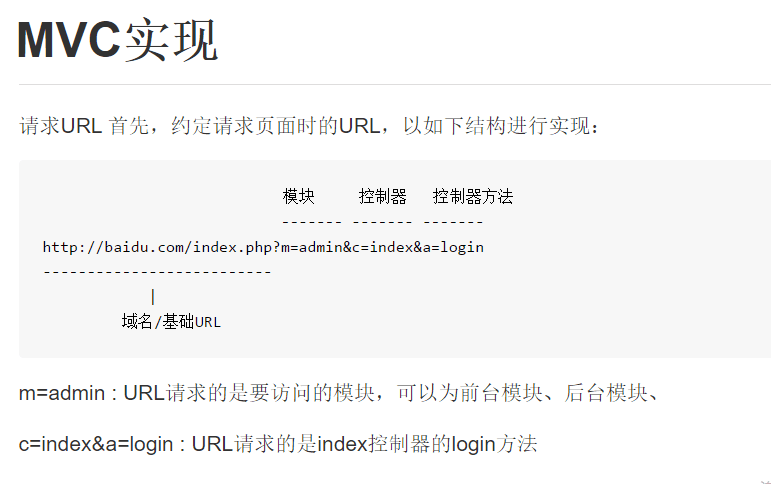 MVC实现
请求URL 首先，约定请求页面时的URL，以如下结构进行实现：
模块 控制器 控制器方法
------- ------- -------
http://baidu.com/index.php?m=admin&c=index&a=login
--------------------------
|
域名/基础URL
m=admin : URL请求的是要访问的模块，可以为前台模块、后台模块、
c=index&a=login : URL请求的是index控制器的login方法